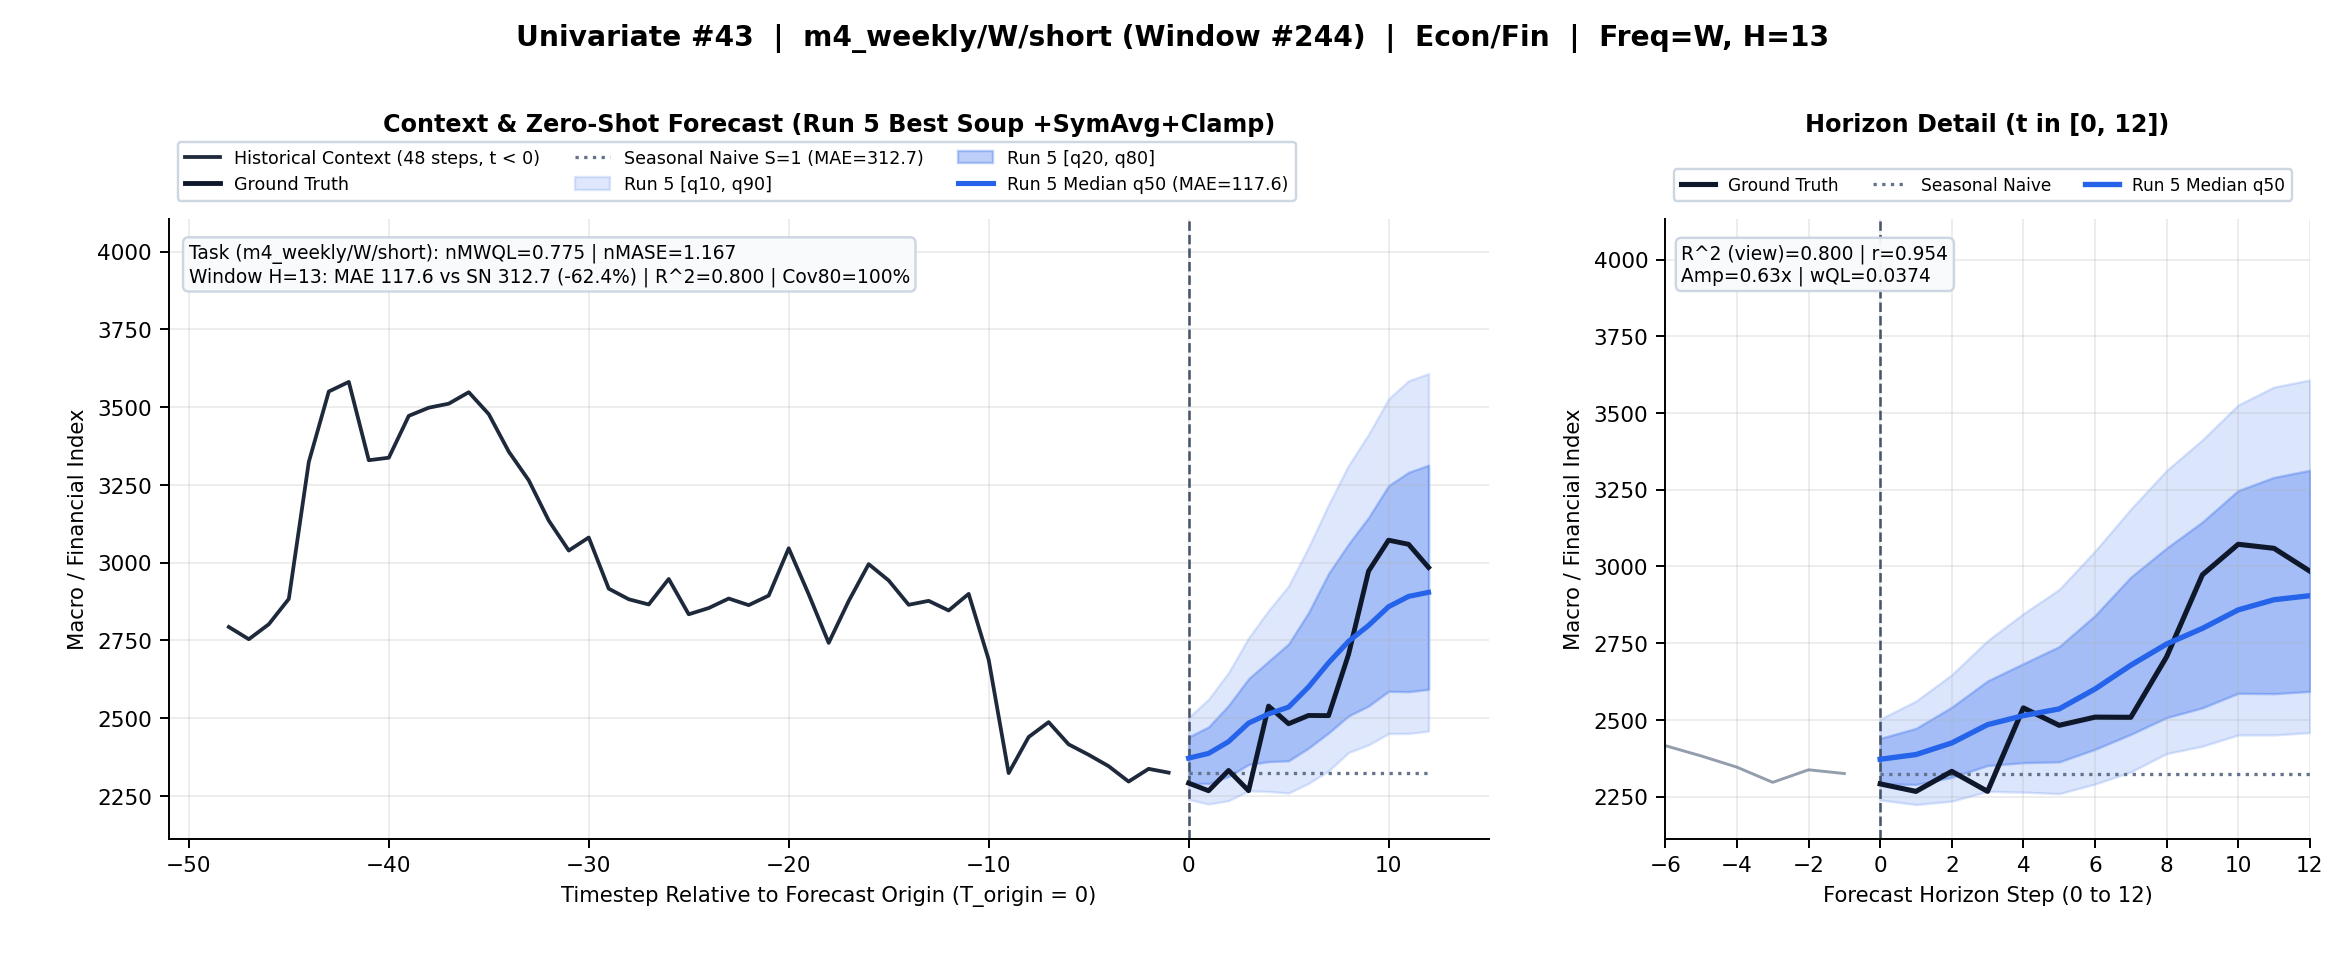 Univariate #43 | m4_weekly/W/short (Window #244) | Econ/Fin | Freq=W, H=13
Context & Zero-Shot Forecast (Run 5 Best Soup +SymAvg+Clamp)
Historical Context (48 steps, t < 0)
Ground Truth
Seasonal Naive S=1 (MAE=312.7)
Run 5 [q10, q90]
Run 5 [q20, q80]
Run 5 Median q50 (MAE=117.6)
Task (m4_weekly/W/short): nMWQL=0.775 | nMASE=1.167
Window H=13: MAE 117.6 vs SN 312.7 (-62.4%) | R^2=0.800 | Cov80=100%
Macro / Financial Index
4000
3750
3500
3250
3000
2750
2500
2250
−50
−40
−30
−20
−10
0
10
Timestep Relative to Forecast Origin (T_origin = 0)
Horizon Detail (t in [0, 12])
Ground Truth
Seasonal Naive
Run 5 Median q50
R^2 (view)=0.800 | r=0.954
Amp=0.63x | wQL=0.0374
Macro / Financial Index
4000
3750
3500
3250
3000
2750
2500
2250
−6
−4
−2
0
2
4
6
8
10
12
Forecast Horizon Step (0 to 12)